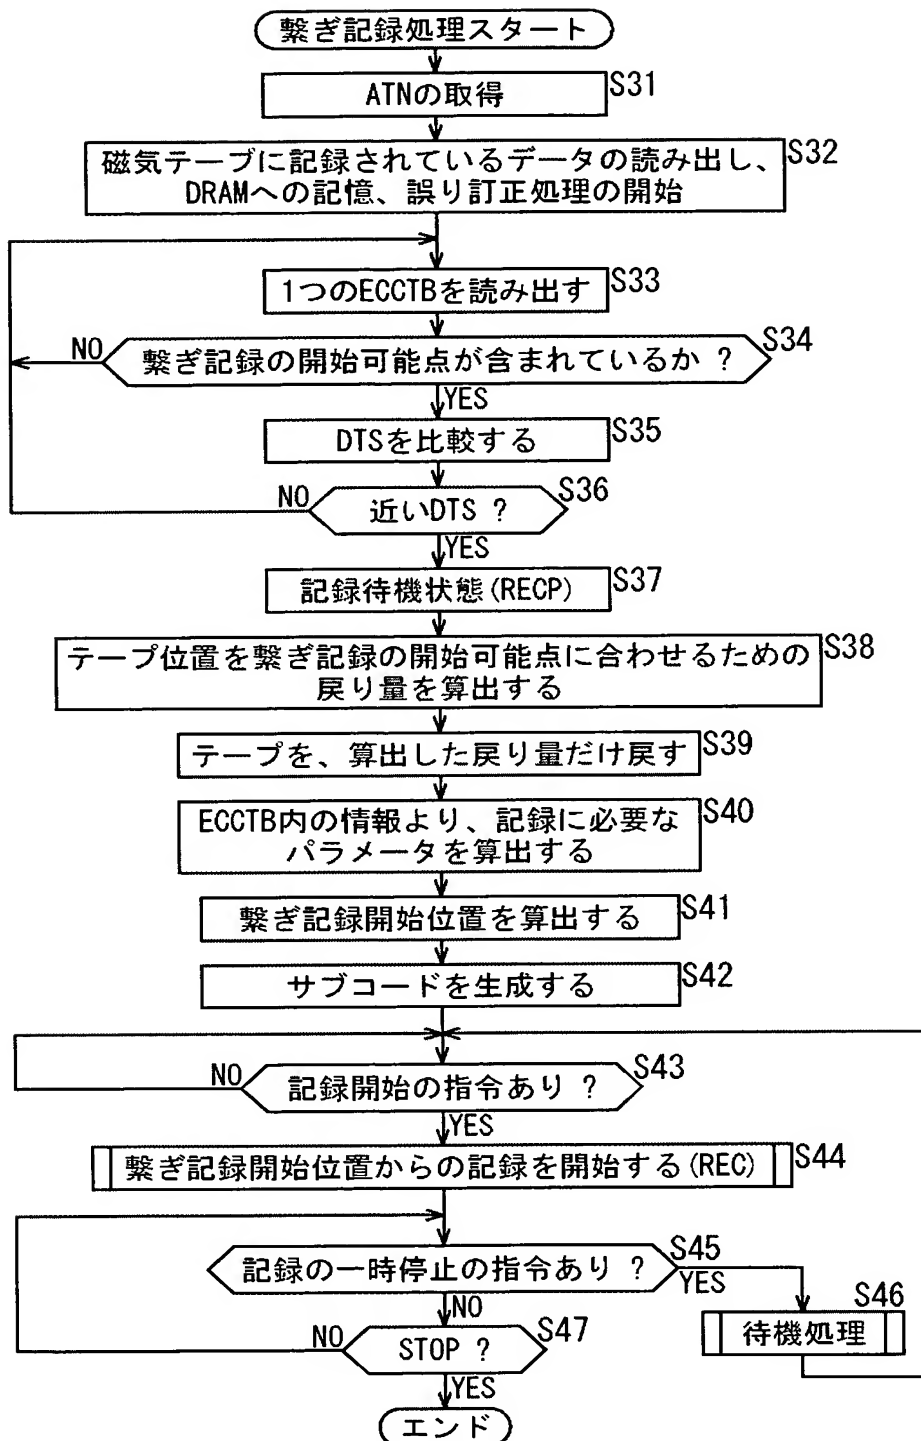 繋ぎ記録処理スタート
ATNの取得
S31
磁気テープに記録されているデータの読み出し、
DRAMへの記憶、誤り訂正処理の開始
S32
1つのECCTBを読み出す
S33
NO
繋ぎ記録の開始可能点が含まれているか ?
S34
YES
DTSを比較する
S35
NO
近いDTS ?
S36
YES
記録待機状態(RECP)
S37
テープ位置を繋ぎ記録の開始可能点に合わせるための
戻り量を算出する
S38
テープを、算出した戻り量だけ戻す
S39
ECCTB内の情報より、記録に必要な
パラメータを算出する
S40
繋ぎ記録開始位置を算出する
S41
サブコードを生成する
S42
NO
記録開始の指令あり ?
S43
YES
繋ぎ記録開始位置からの記録を開始する(REC)
S44
記録の一時停止の指令あり ?
S45
YES
NO
待機処理
S46
NO
STOP ?
S47
YES
エンド